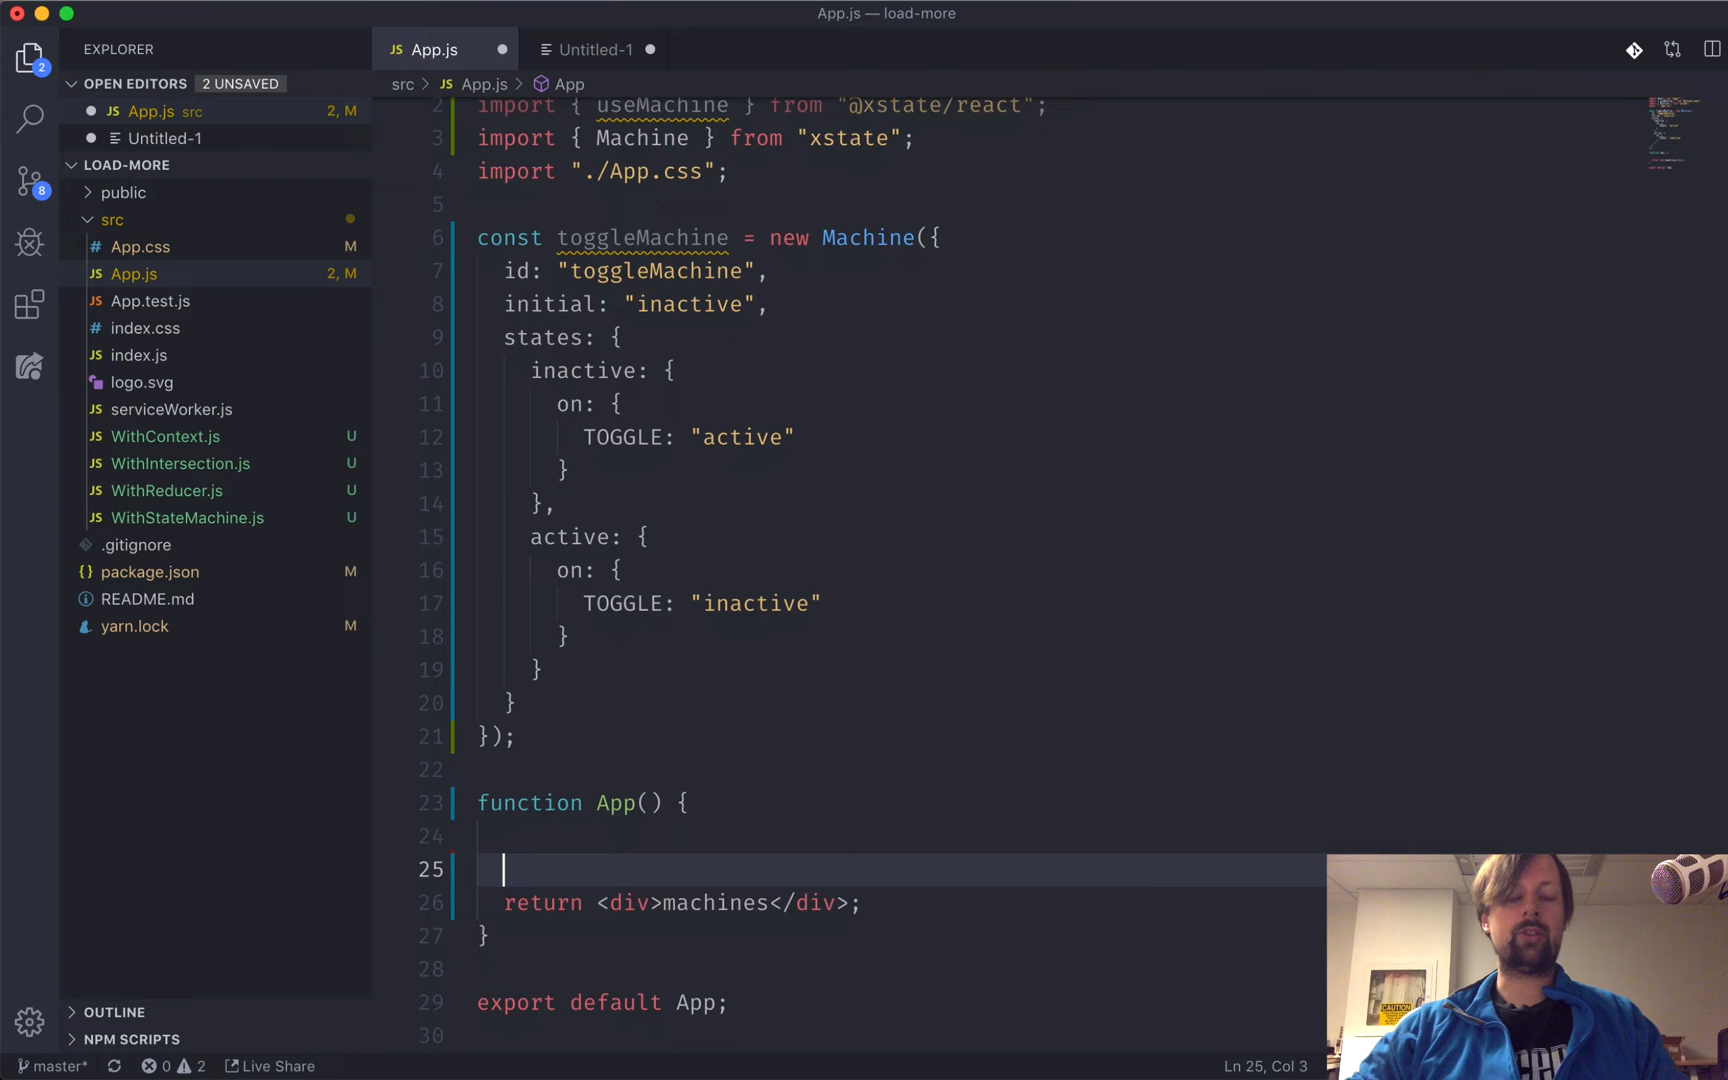 App.js — load-more
EXPLORER
JS App.js
Untitled-1
OPEN EDITORS 2 UNSAVED
src > JS App.js > App
JS App.js src 2, M
Untitled-1
LOAD-MORE
public
src
# App.css M
JS App.js 2, M
JS App.test.js
# index.css
JS index.js
logo.svg
JS serviceWorker.js
JS WithContext.js U
JS WithIntersection.js U
JS WithReducer.js U
JS WithStateMachine.js U
.gitignore
{} package.json M
README.md
yarn.lock M
OUTLINE
NPM SCRIPTS
2 import { useMachine } from "@xstate/react";
3 import { Machine } from "xstate";
4 import "./App.css";
5
6 const toggleMachine = new Machine({
7 id: "toggleMachine",
8 initial: "inactive",
9 states: {
10 inactive: {
11 on: {
12 TOGGLE: "active"
13 }
14 },
15 active: {
16 on: {
17 TOGGLE: "inactive"
18 }
19 }
20 }
21 });
22
23 function App() {
24
25
26 return <div>machines</div>;
27 }
28
29 export default App;
30
2
8
CAUTION
master* 0 2 Live Share
Ln 25, Col 3